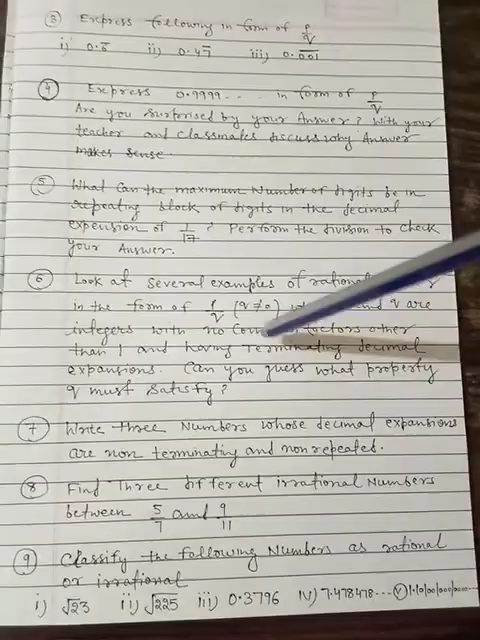 ③ Express following in form of p/q
i) 0.6̅ ii) 0.47̅ iii) 0.0̅0̅1̅
④ Express 0.9999... in form of p/q
Are you surprised by your Answer? With your
teacher and classmates discuss why Answer
makes sense.
⑤ What Can the maximum Number of digits be in
repeating block of digits in the decimal
expension of 1/17? Perform the division to check
your Answer.
⑥ Look at several examples of rational
in the form of p/q (q≠0) and q are
integers with no factors other
than 1 and having Terminating decimal
expansions. Can you guess what property
q must satisfy?
⑦ Write three Numbers whose decimal expansions
are non terminating and non repeated.
⑧ Find Three different irrational Numbers
between 5/7 and 9/11
⑨ Classify the following Numbers as rational
or irrational
i) √23 ii) √225 iii) 0.3796 iv) 7.478478... v)